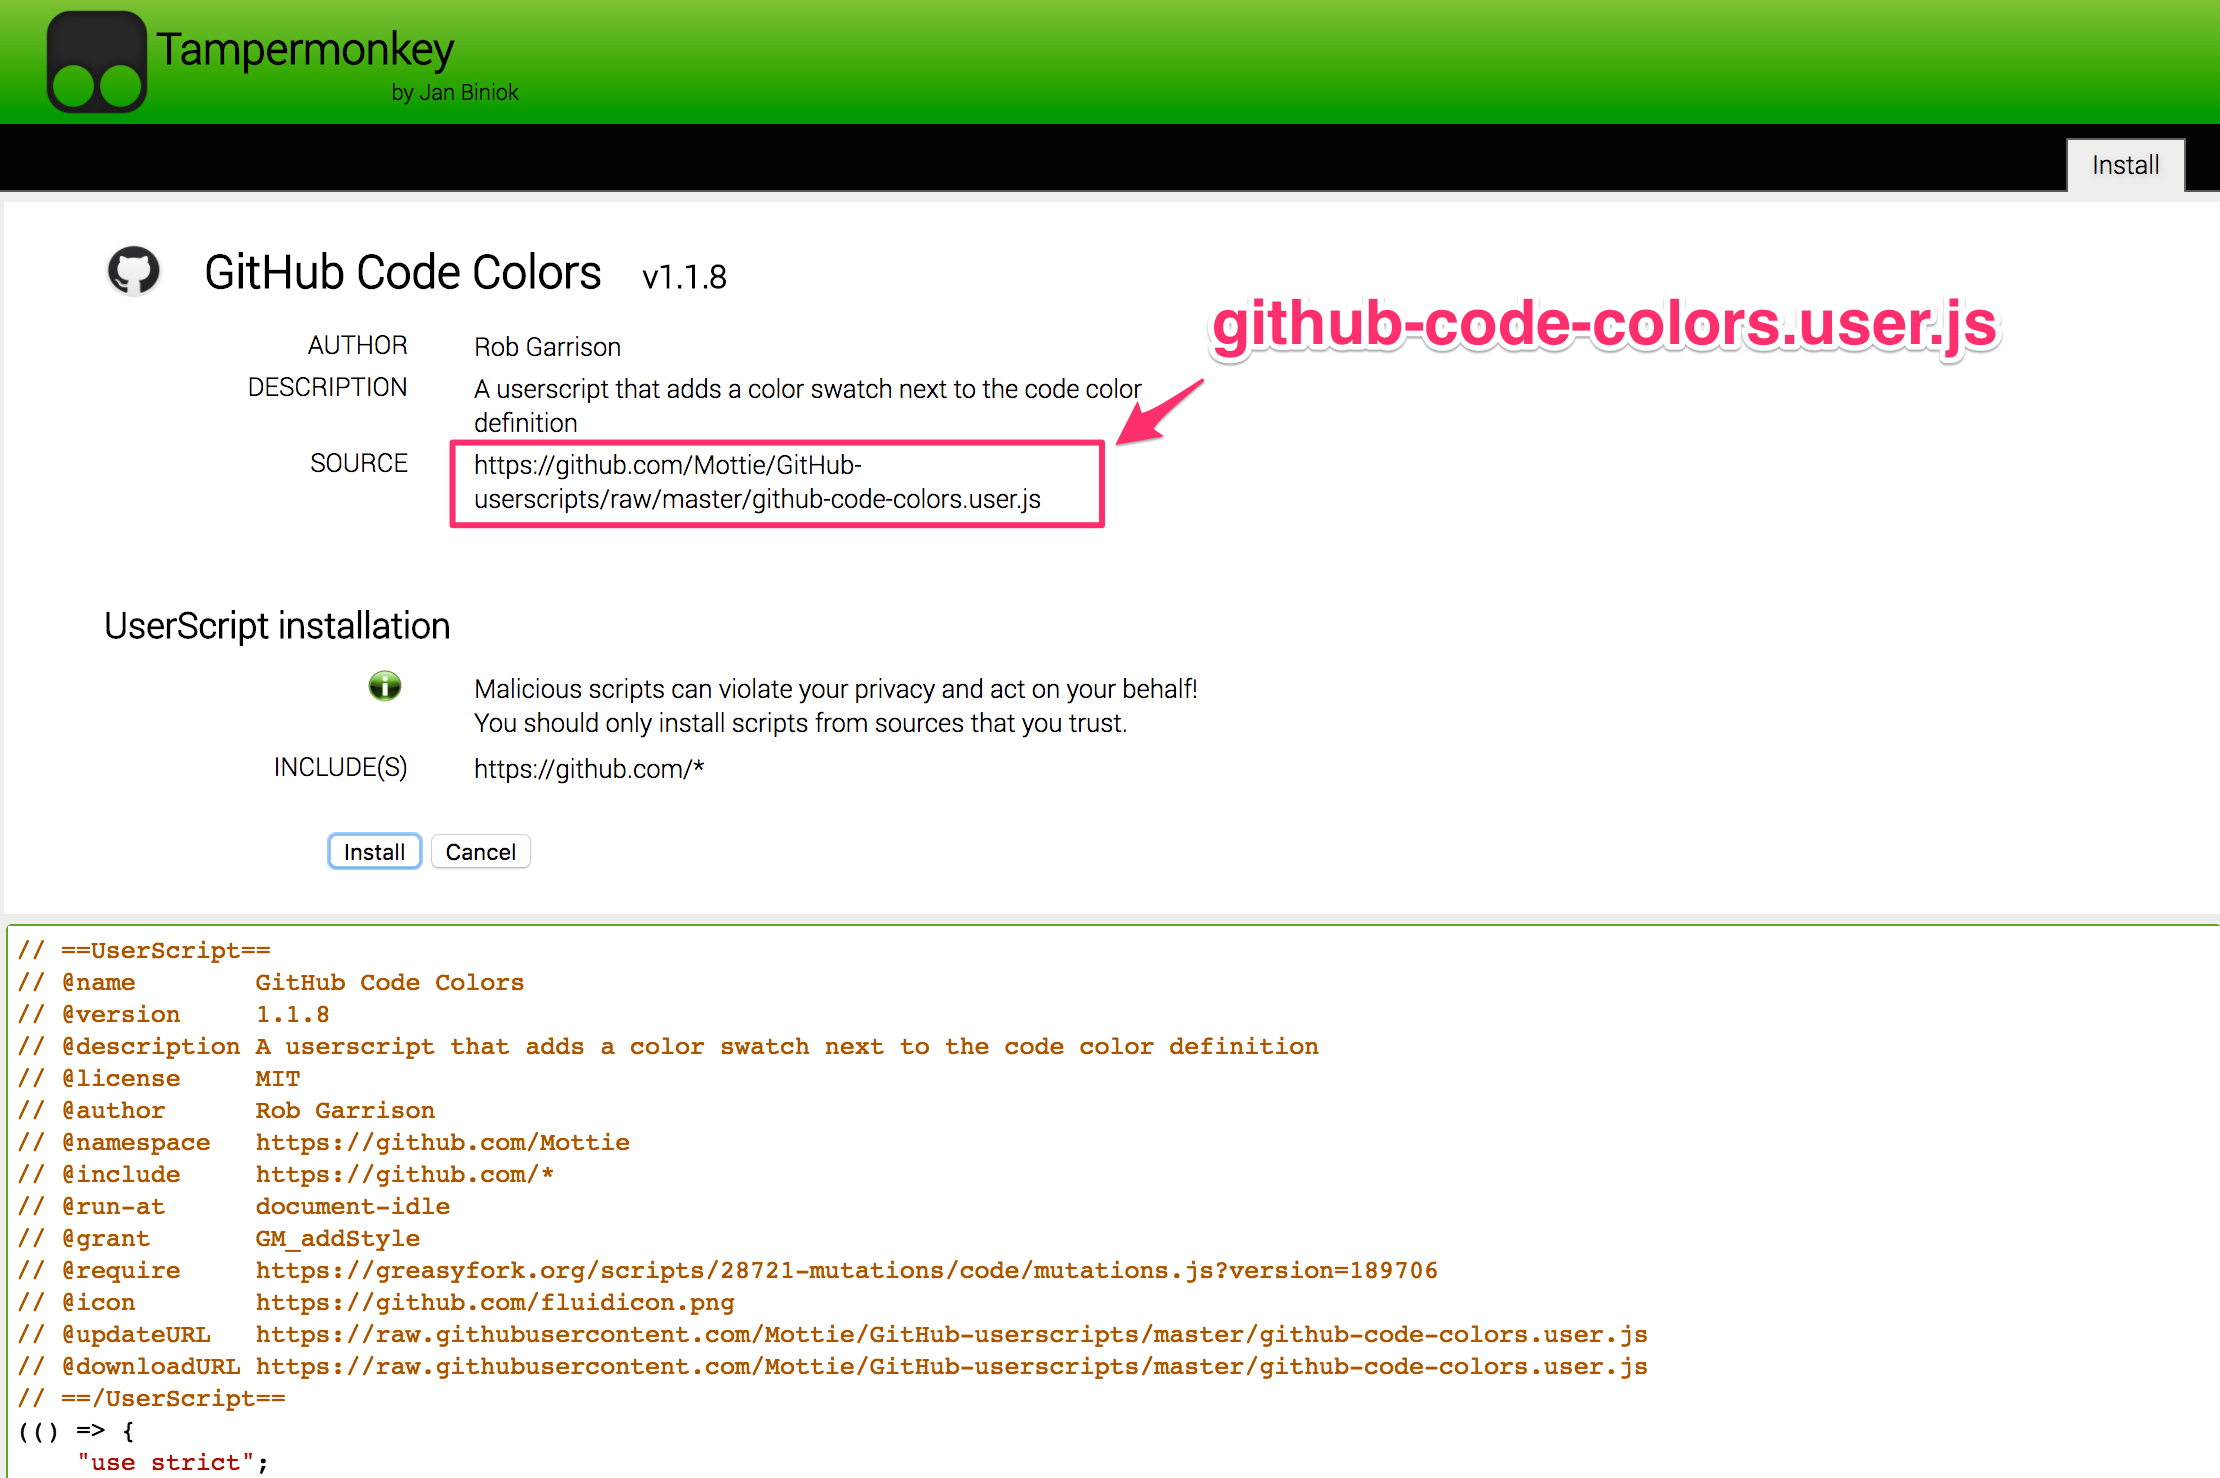 Tampermonkey
by Jan Biniok
Install
GitHub Code Colors v1.1.8
github-code-colors.user.js
AUTHOR Rob Garrison
DESCRIPTION A userscript that adds a color swatch next to the code color
definition
SOURCE https://github.com/Mottie/GitHub-
userscripts/raw/master/github-code-colors.user.js
UserScript installation
Malicious scripts can violate your privacy and act on your behalf!
You should only install scripts from sources that you trust.
INCLUDE(S) https://github.com/*
Install Cancel
// ==UserScript==
// @name        GitHub Code Colors
// @version     1.1.8
// @description A userscript that adds a color swatch next to the code color definition
// @license     MIT
// @author      Rob Garrison
// @namespace   https://github.com/Mottie
// @include     https://github.com/*
// @run-at      document-idle
// @grant       GM_addStyle
// @require     https://greasyfork.org/scripts/28721-mutations/code/mutations.js?version=189706
// @icon        https://github.com/fluidicon.png
// @updateURL   https://raw.githubusercontent.com/Mottie/GitHub-userscripts/master/github-code-colors.user.js
// @downloadURL https://raw.githubusercontent.com/Mottie/GitHub-userscripts/master/github-code-colors.user.js
// ==/UserScript==
(() => {
    "use strict";